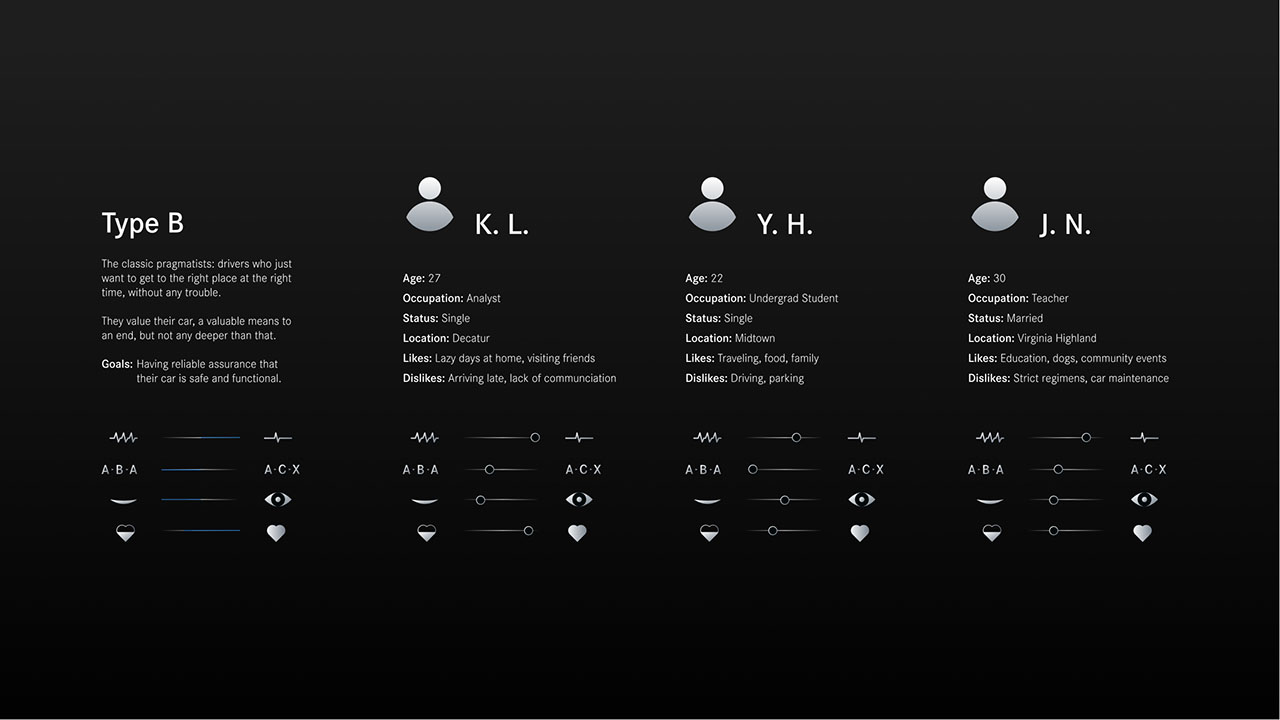 Type B
The classic pragmatists: drivers who just
want to get to the right place at the right
time, without any trouble.
They value their car, a valuable means to
an end, but not any deeper than that.
Goals: Having reliable assurance that
their car is safe and functional.
A·B·A
A·C·X
K. L.
Age: 27
Occupation: Analyst
Status: Single
Location: Decatur
Likes: Lazy days at home, visiting friends
Dislikes: Arriving late, lack of communciation
A·B·A
A·C·X
Y. H.
Age: 22
Occupation: Undergrad Student
Status: Single
Location: Midtown
Likes: Traveling, food, family
Dislikes: Driving, parking
A·B·A
A·C·X
J. N.
Age: 30
Occupation: Teacher
Status: Married
Location: Virginia Highland
Likes: Education, dogs, community events
Dislikes: Strict regimens, car maintenance
A·B·A
A·C·X